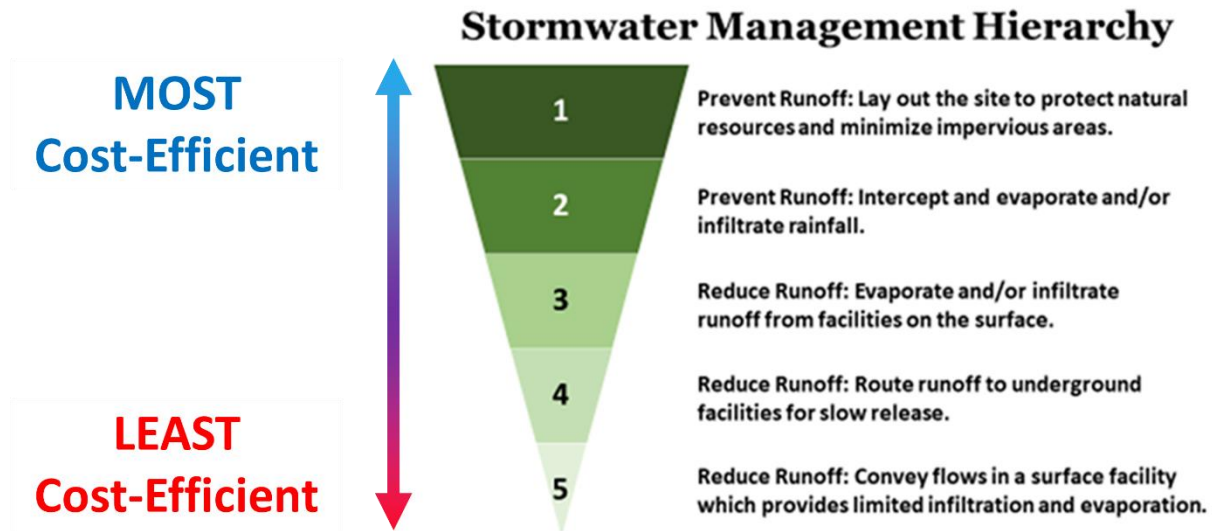 Stormwater Management Hierarchy
MOST
Cost-Efficient
LEAST
Cost-Efficient
1
Prevent Runoff: Lay out the site to protect natural
resources and minimize impervious areas.
2
Prevent Runoff: Intercept and evaporate and/or
infiltrate rainfall.
3
Reduce Runoff: Evaporate and/or infiltrate
runoff from facilities on the surface.
4
Reduce Runoff: Route runoff to underground
facilities for slow release.
5
Reduce Runoff: Convey flows in a surface facility
which provides limited infiltration and evaporation.